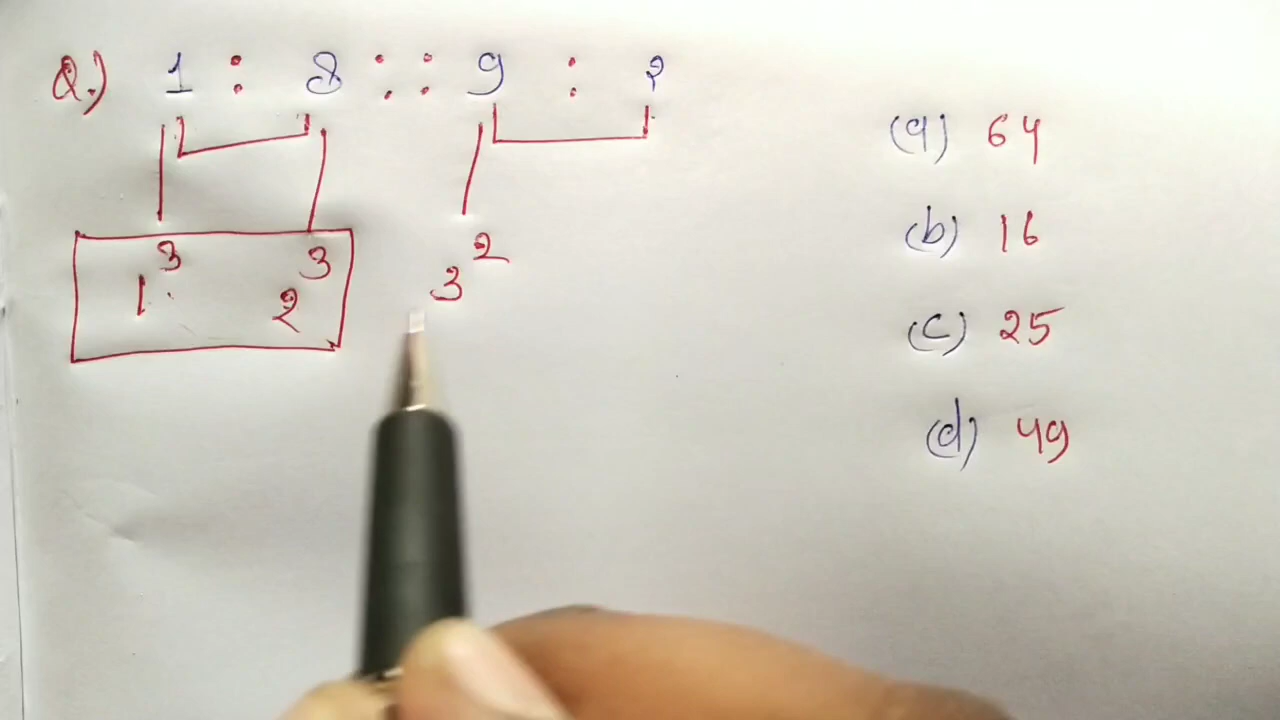 Q.) 1 : 8 :: 9 : ?
1³ 2³ 3²
(a) 64
(b) 16
(c) 25
(d) 49